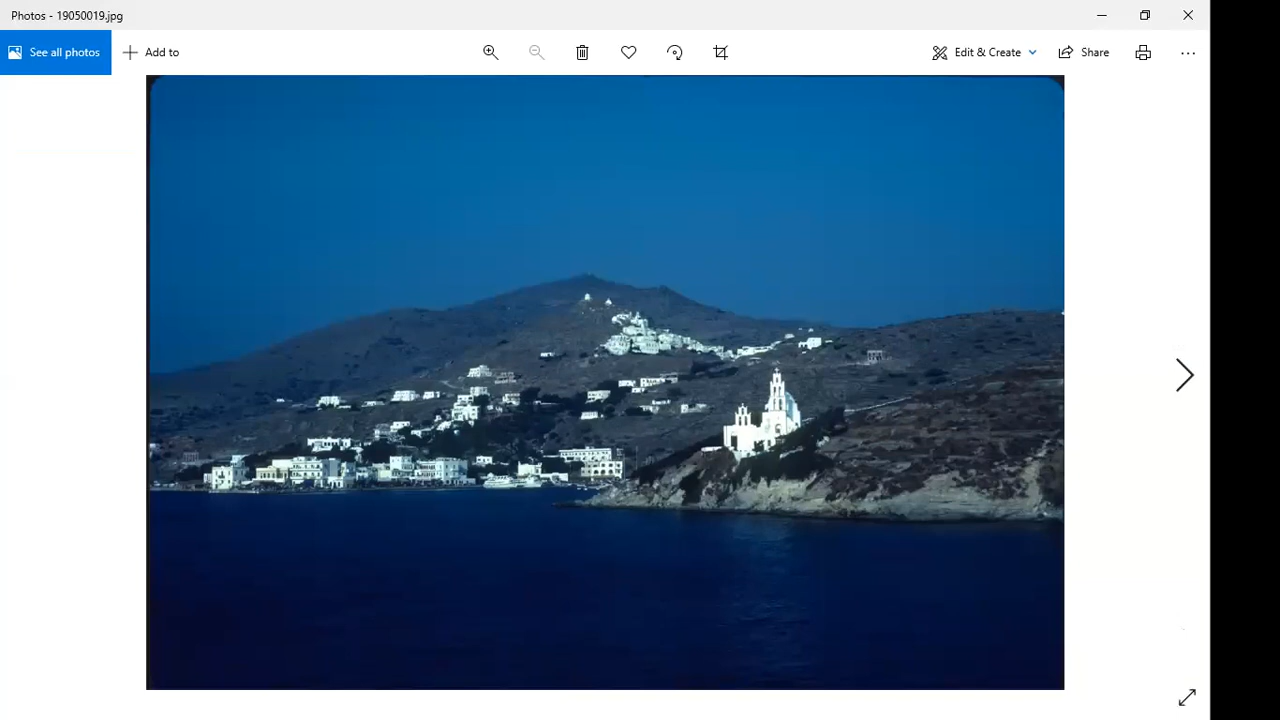 Photos - 19050019.jpg
See all photos
Add to
Edit & Create
Share